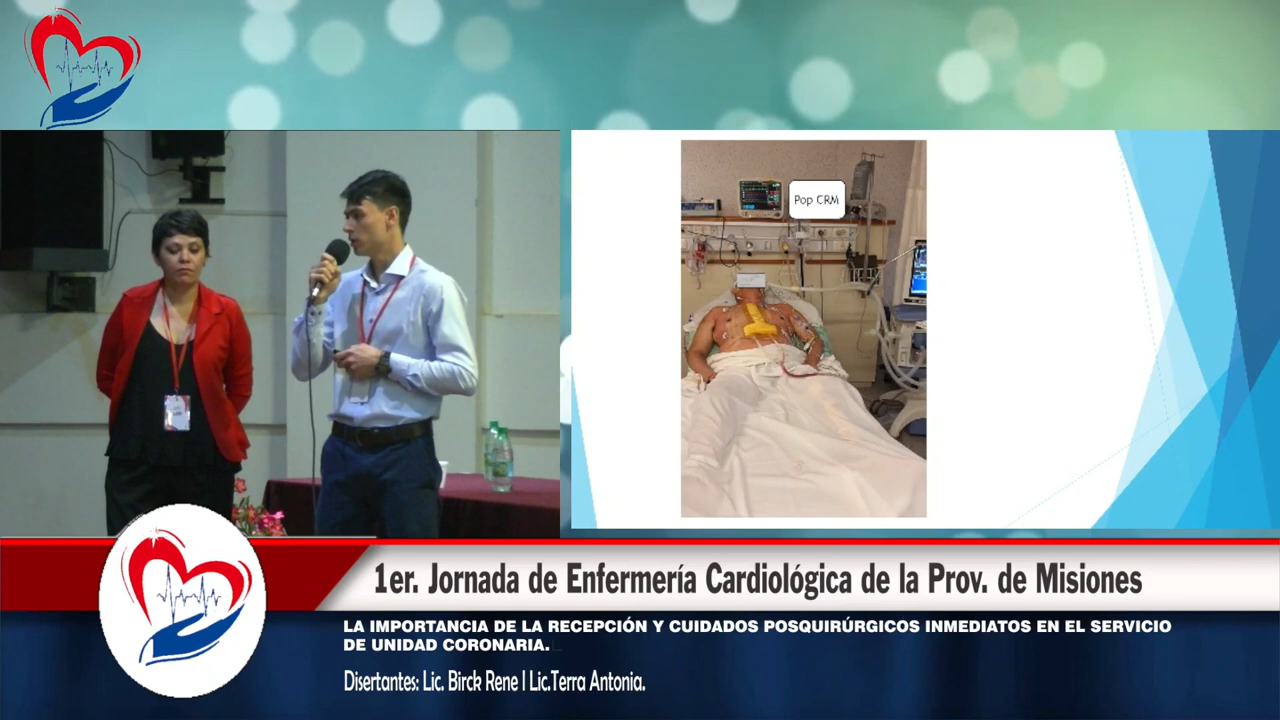 Pop CRM
1er. Jornada de Enfermería Cardiológica de la Prov. de Misiones
LA IMPORTANCIA DE LA RECEPCIÓN Y CUIDADOS POSQUIRÚRGICOS INMEDIATOS EN EL SERVICIO
DE UNIDAD CORONARIA.
Disertantes: Lic. Birck Rene I Lic.Terra Antonia.